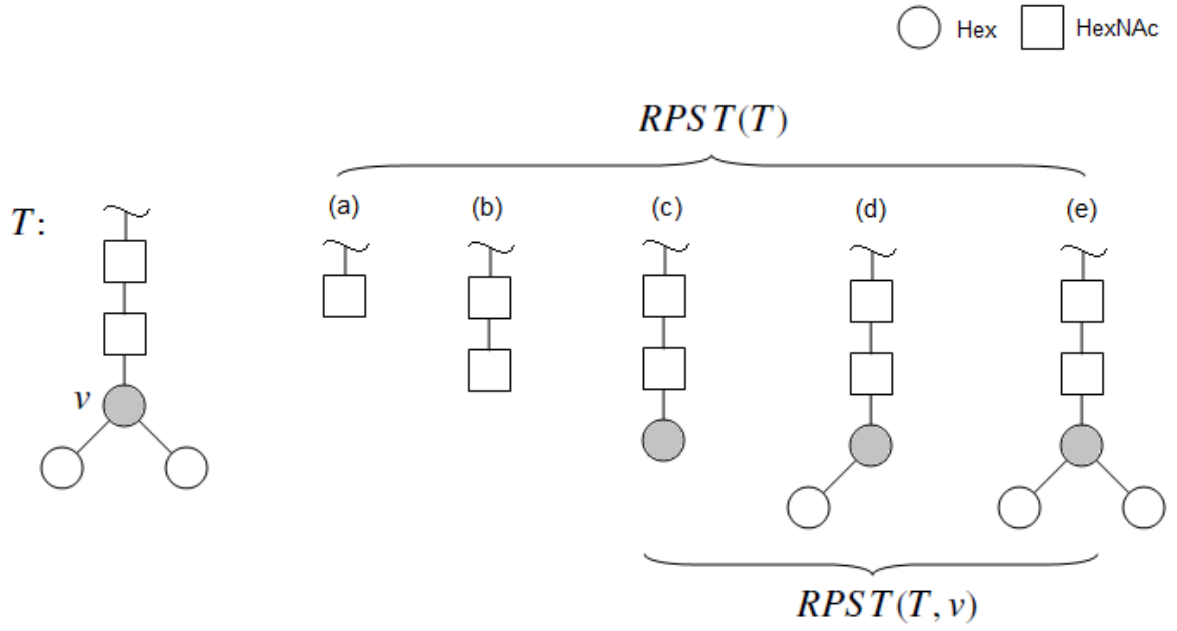 Hex HexNAc
RPST(T)
T:
(a) (b) (c) (d) (e)
v
RPST(T, v)